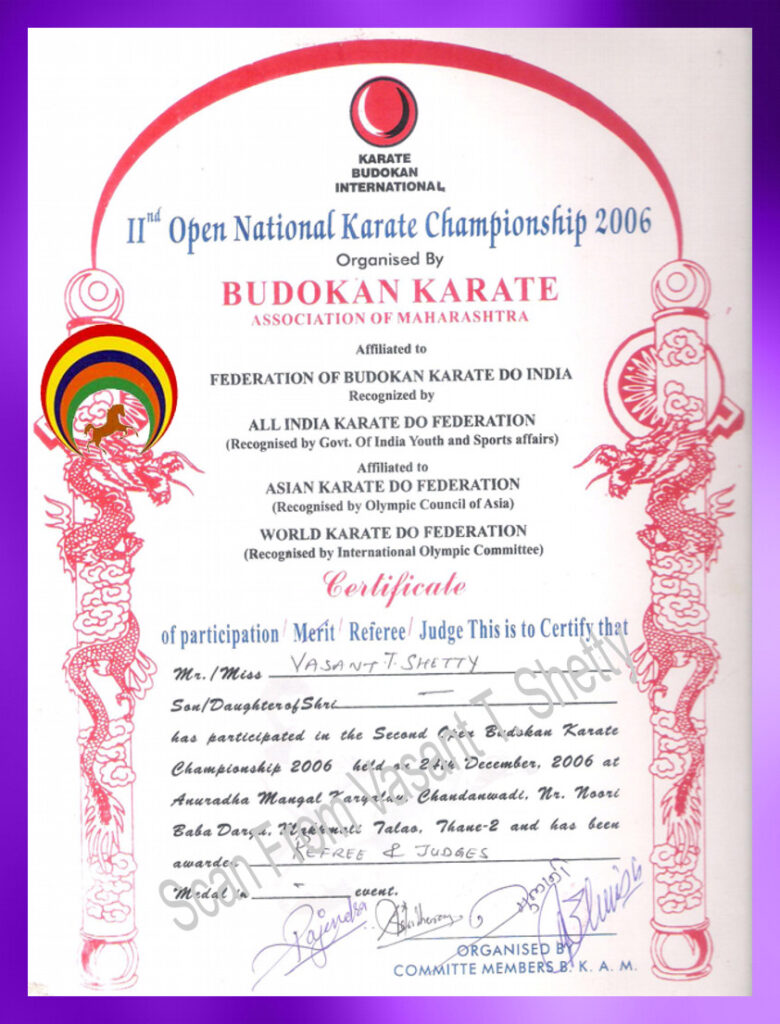 KARATE
BUDOKAN
INTERNATIONAL
IInd Open National Karate Championship 2006
Organised By
BUDOKAN KARATE
ASSOCIATION OF MAHARASHTRA
Affiliated to
FEDERATION OF BUDOKAN KARATE DO INDIA
Recognized by
ALL INDIA KARATE DO FEDERATION
(Recognised by Govt. Of India Youth and Sports affairs)
Affiliated to
ASIAN KARATE DO FEDERATION
(Recognised by Olympic Council of Asia)
WORLD KARATE DO FEDERATION
(Recognised by International Olympic Committee)
Certificate
of participation / Merit / Referee / Judge This is to Certify that
Mr./Miss VASANT T. SHETTY
Son/Daughter of Shri —
has participated in the Second Open Budskan Karate
Championship 2006 held on 24th December, 2006 at
Anuradha Mangal Karyalay, Chandanwadi, Nr. Noori
Baba Darga, Talao, Thane-2 and has been
awarded REFREE & JUDGES
Medal in - event.
Rajendra
ORGANISED BY
COMMITTE MEMBERS B. K. A. M.
Scan From Vasant T. Shetty